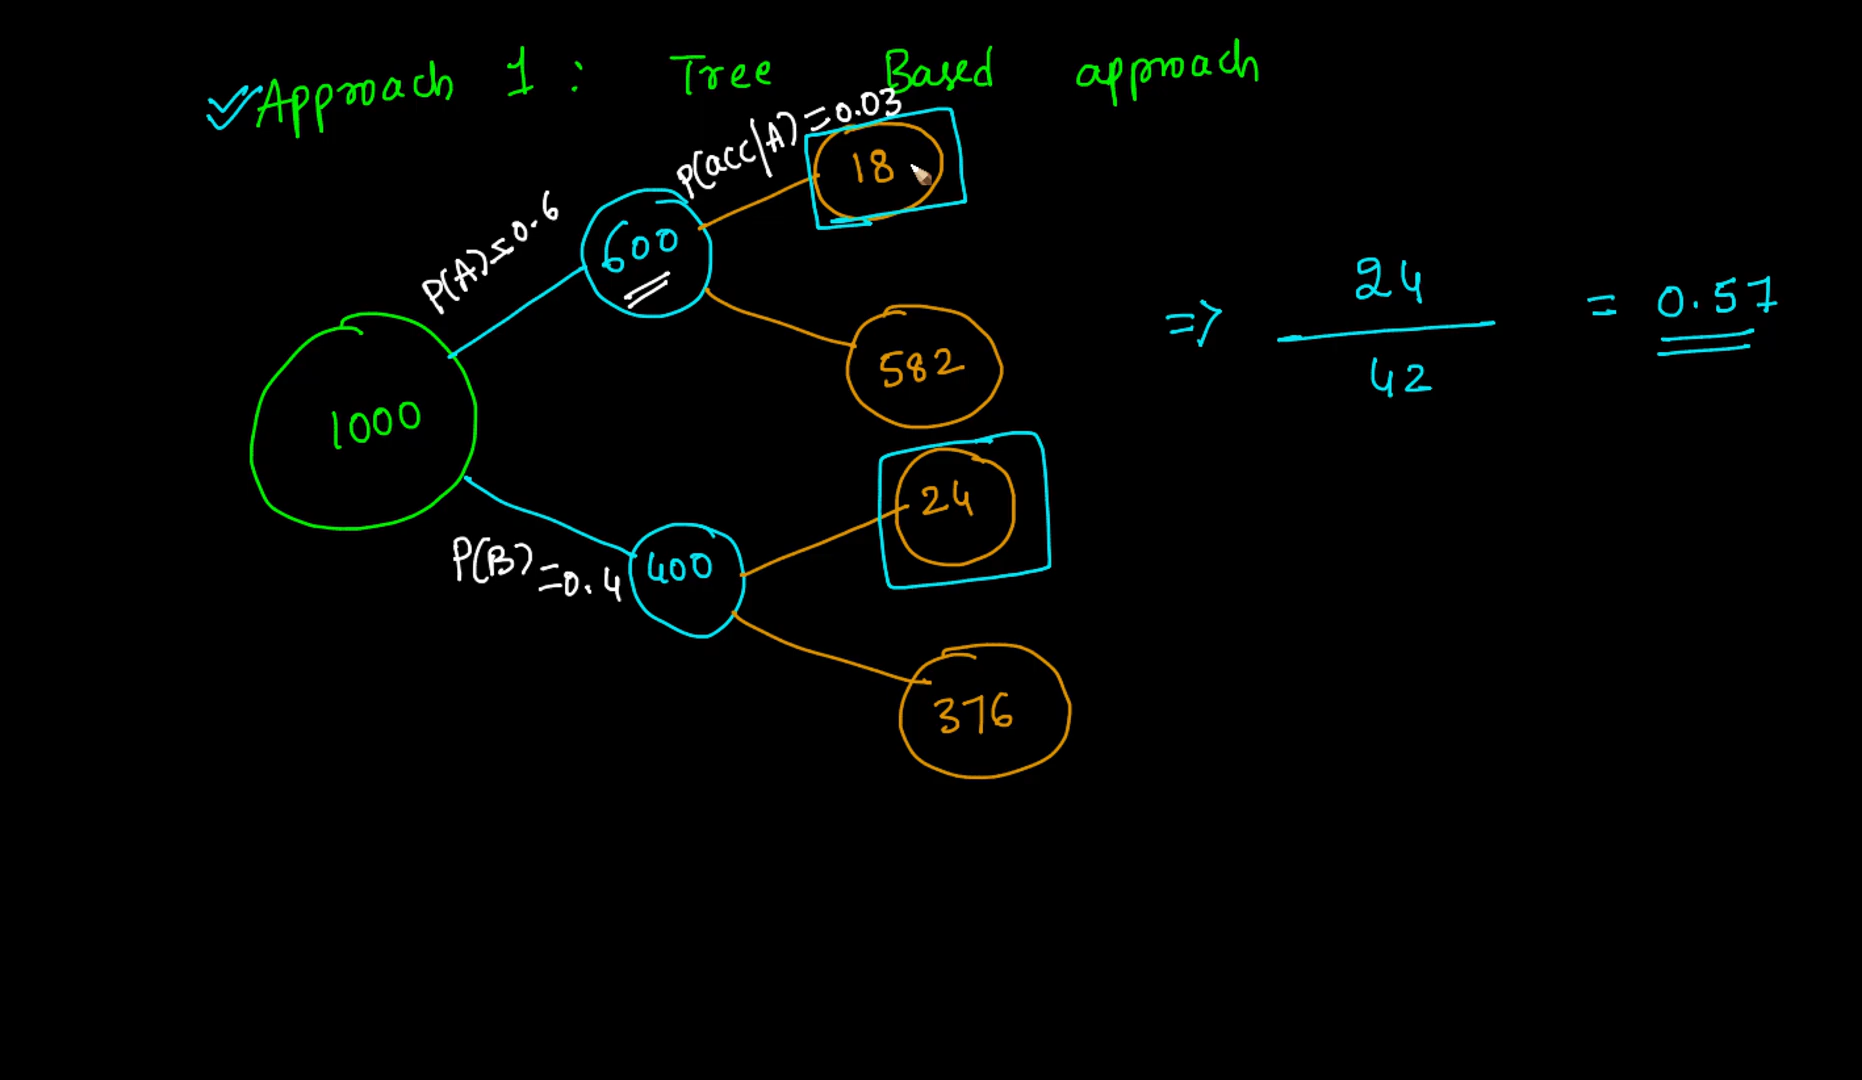 Approach 1 : Tree Based approach
P(acc/A) = 0.03
18
P(A) = 0.6
600
24
=> ― = 0.57
42
582
1000
24
P(B) = 0.4
400
376